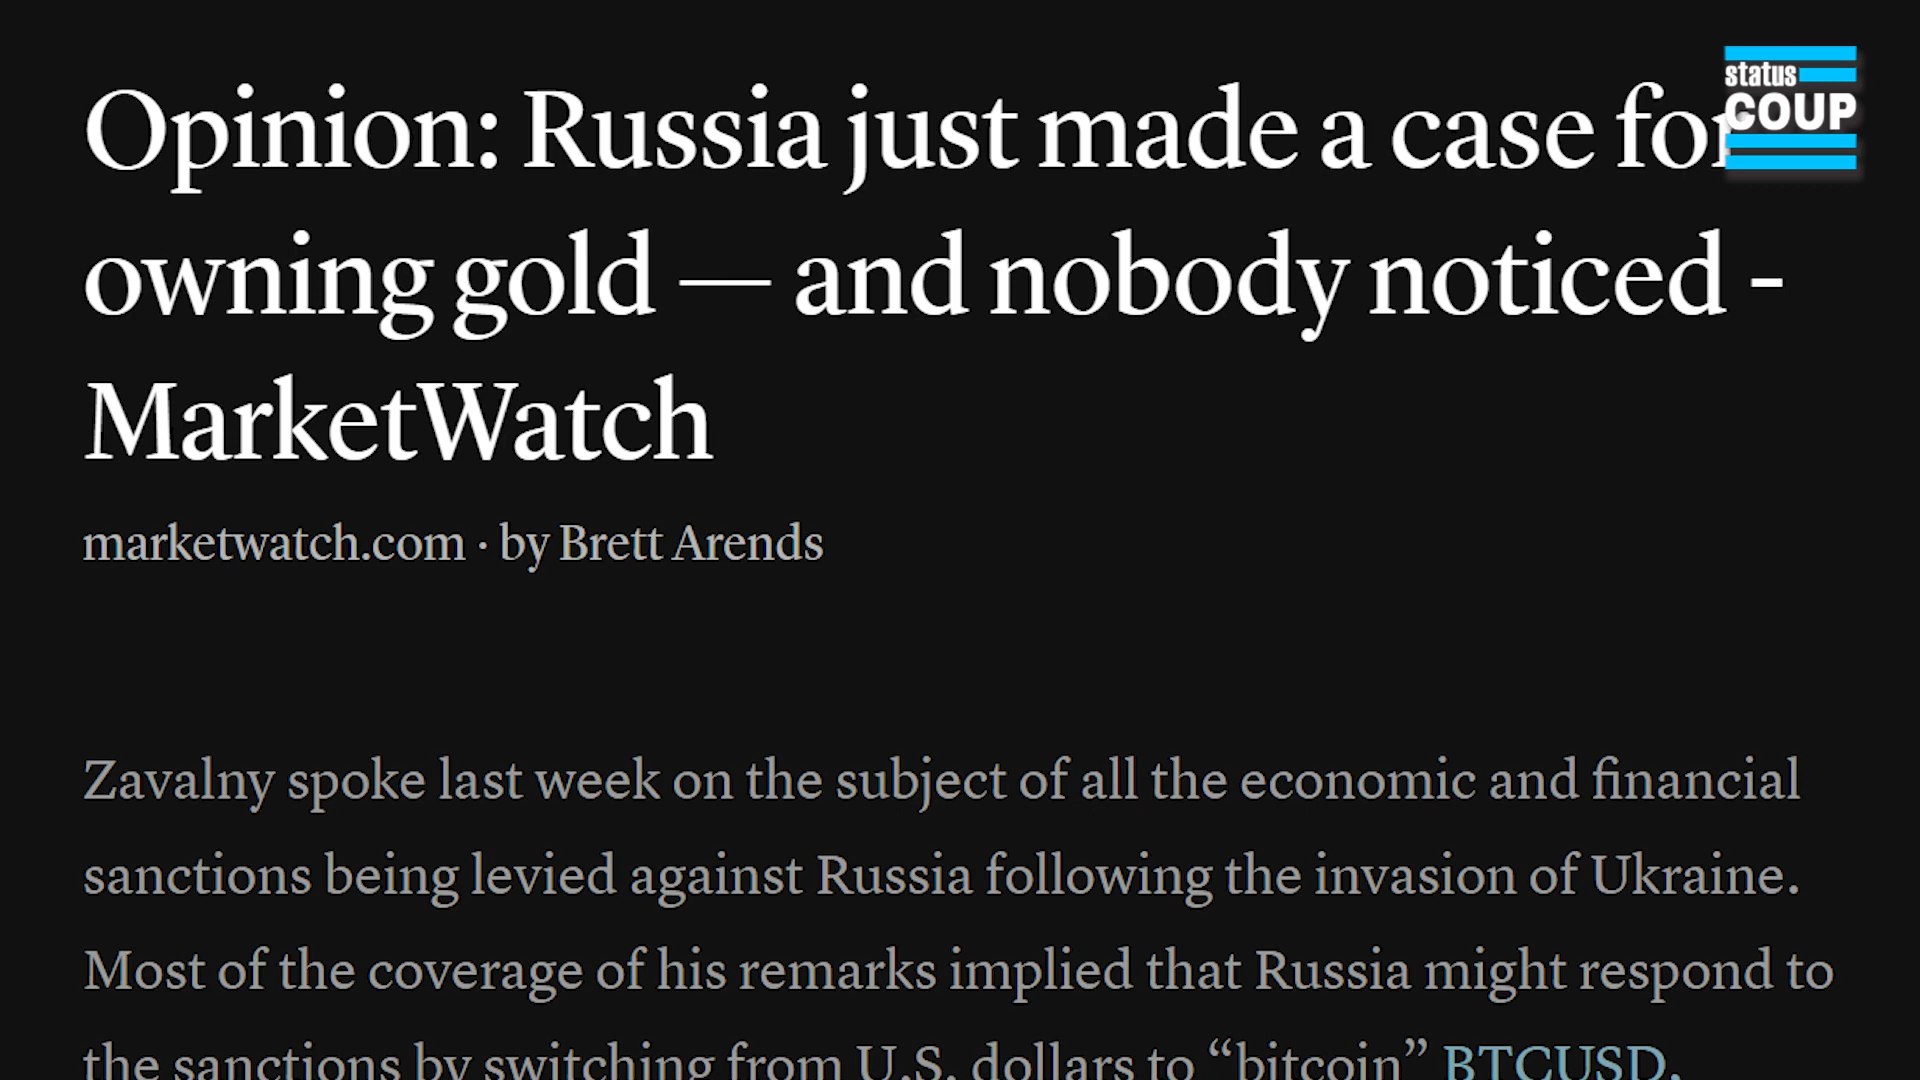 Opinion: Russia just made a case for
owning gold — and nobody noticed -
MarketWatch
status
COUP
marketwatch.com · by Brett Arends
Zavalny spoke last week on the subject of all the economic and financial
sanctions being levied against Russia following the invasion of Ukraine.
Most of the coverage of his remarks implied that Russia might respond to
the sanctions by switching from U.S. dollars to “bitcoin” BTCUSD,